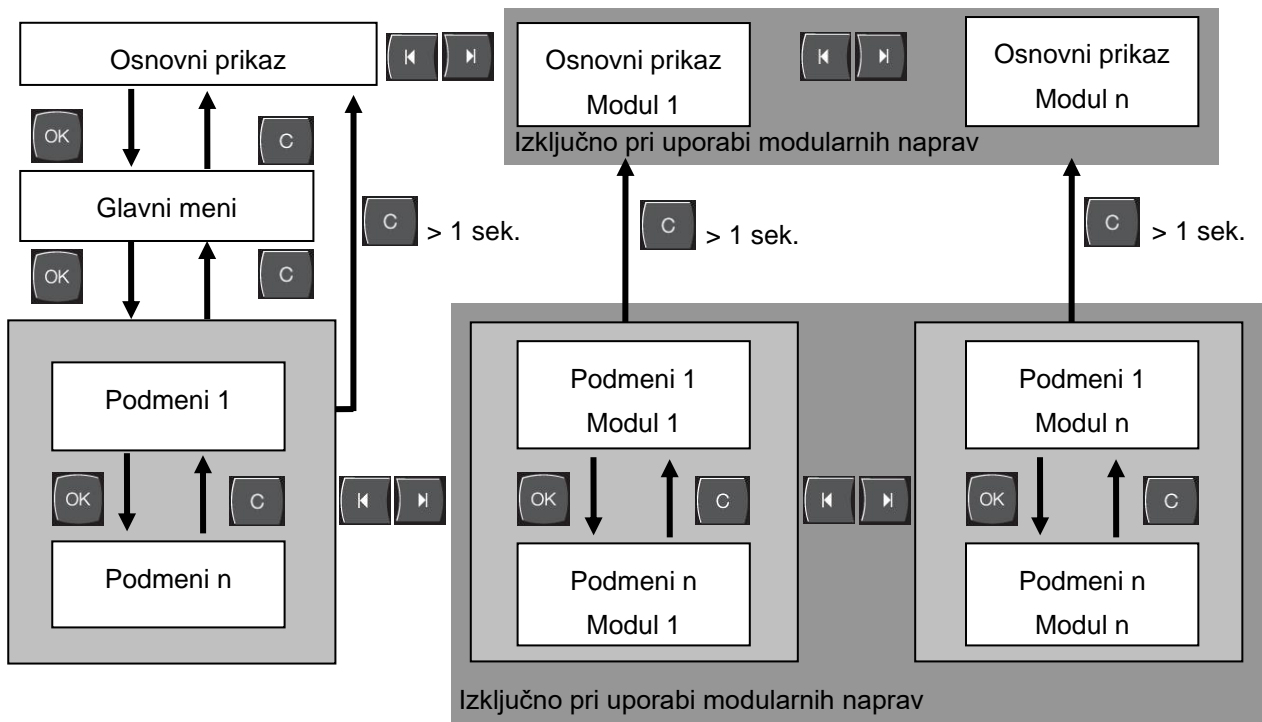 Osnovni prikaz
Osnovni prikaz
Modul 1
Osnovni prikaz
Modul n
Izključno pri uporabi modularnih naprav
OK
C
Glavni meni
C
> 1 sek.
C
> 1 sek.
C
> 1 sek.
OK
C
Podmeni 1
OK
C
Podmeni n
Podmeni 1
Modul 1
OK
C
Podmeni n
Modul 1
Podmeni 1
Modul n
OK
C
Podmeni n
Modul n
Izključno pri uporabi modularnih naprav